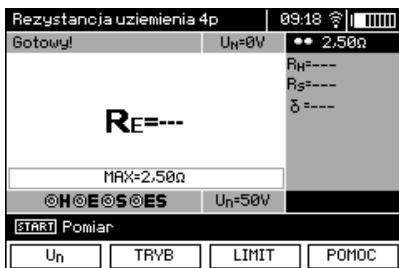 Rezystancja uziemienia 4p 09:18
Gotowy! UN=0V 2,50Ω
RH=---
RS=---
δ=---
RE=---
MAX=2,50Ω
H E S ES Un=50V
START Pomiar
Un TRYB LIMIT POMOC